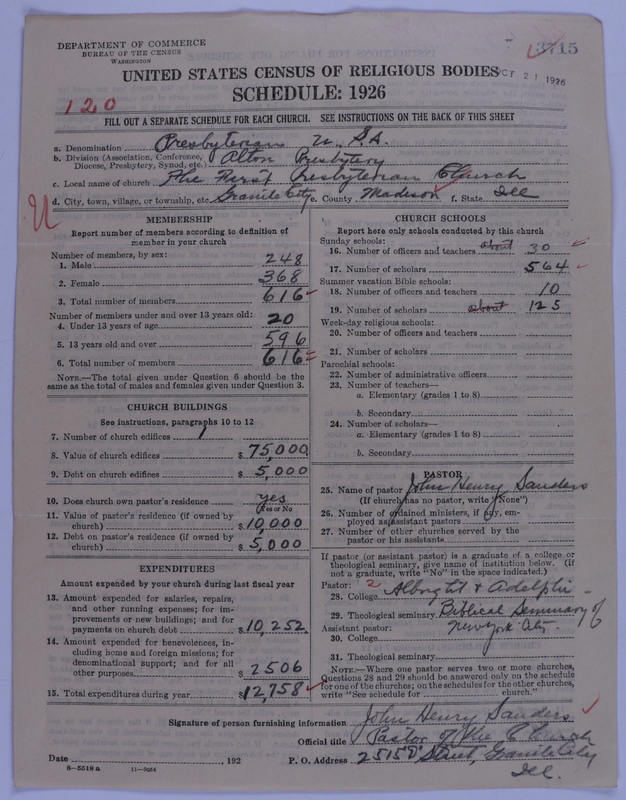 DEPARTMENT OF COMMERCE
BUREAU OF THE CENSUS
WASHINGTON
3715
OCT 21 1926
UNITED STATES CENSUS OF RELIGIOUS BODIES
SCHEDULE: 1926
120
FILL OUT A SEPARATE SCHEDULE FOR EACH CHURCH. SEE INSTRUCTIONS ON THE BACK OF THIS SHEET
a. Denomination Presbyterian U.S.A.
b. Division (Association, Conference, Diocese, Presbytery, Synod, etc.) Alton Presbytery
c. Local name of church The First Presbyterian Church
d. City, town, village, or township, etc. Granite City e. County Madison f. State Ill
MEMBERSHIP
Report number of members according to definition of
member in your church
Number of members, by sex:
1. Male 248
2. Female 368
3. Total number of members 616
Number of members under and over 13 years old:
4. Under 13 years of age 20
5. 13 years old and over 596
6. Total number of members 616
NOTE.—The total given under Question 6 should be the
same as the total of males and females given under Question 3.
CHURCH BUILDINGS
See instructions, paragraphs 10 to 12
7. Number of church edifices 1
8. Value of church edifices $ 75,000
9. Debt on church edifices $ 5,000
10. Does church own pastor's residence yes
(Yes or No)
11. Value of pastor's residence (if owned by
church) $ 10,000
12. Debt on pastor's residence (if owned by
church) $ 5,000
EXPENDITURES
Amount expended by your church during last fiscal year
13. Amount expended for salaries, repairs,
and other running expenses; for im-
provements or new buildings; and for
payments on church debt $ 10,252
14. Amount expended for benevolences, in-
cluding home and foreign missions; for
denominational support; and for all
other purposes $ 2506
15. Total expenditures during year $ 12,758
CHURCH SCHOOLS
Report here only schools conducted by this church
Sunday schools:
16. Number of officers and teachers about 30
17. Number of scholars 564
Summer vacation Bible schools:
18. Number of officers and teachers 10
19. Number of scholars about 125
Week-day religious schools:
20. Number of officers and teachers
21. Number of scholars
Parochial schools:
22. Number of administrative officers
23. Number of teachers—
a. Elementary (grades 1 to 8)
b. Secondary
24. Number of scholars—
a. Elementary (grades 1 to 8)
b. Secondary
PASTOR
25. Name of pastor John Henry Sanders
(If church has no pastor, write "None")
26. Number of ordained ministers, if any, em-
ployed as assistant pastors
27. Number of other churches served by the
pastor or his assistants
If pastor (or assistant pastor) is a graduate of a college or
theological seminary, give name of institution below. (If
not a graduate, write "No" in the space indicated.)
Pastor: 2
28. College Albright & Adelphi
29. Theological seminary Biblical Seminary of
Assistant pastor: New York City
30. College
31. Theological seminary
NOTE.—Where one pastor serves two or more churches,
Questions 28 and 29 should be answered only on the schedule
for one of the churches; on the schedules for the other churches,
write "See schedule for church."
Signature of person furnishing information John Henry Sanders
Official title Pastor of the Church
Date , 192 P. O. Address 2515 D Street, Granite City
Ill.
8—5518 a 11—9264